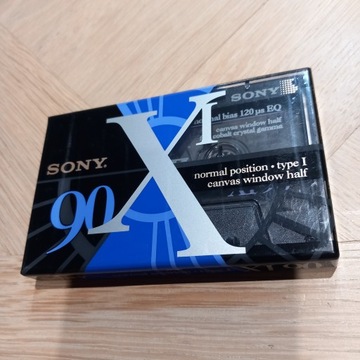 SONY
normal bias 120 µs EQ
canvas window half
cobalt crystal gamma
XI
SONY.
normal position • type I
canvas window half
90